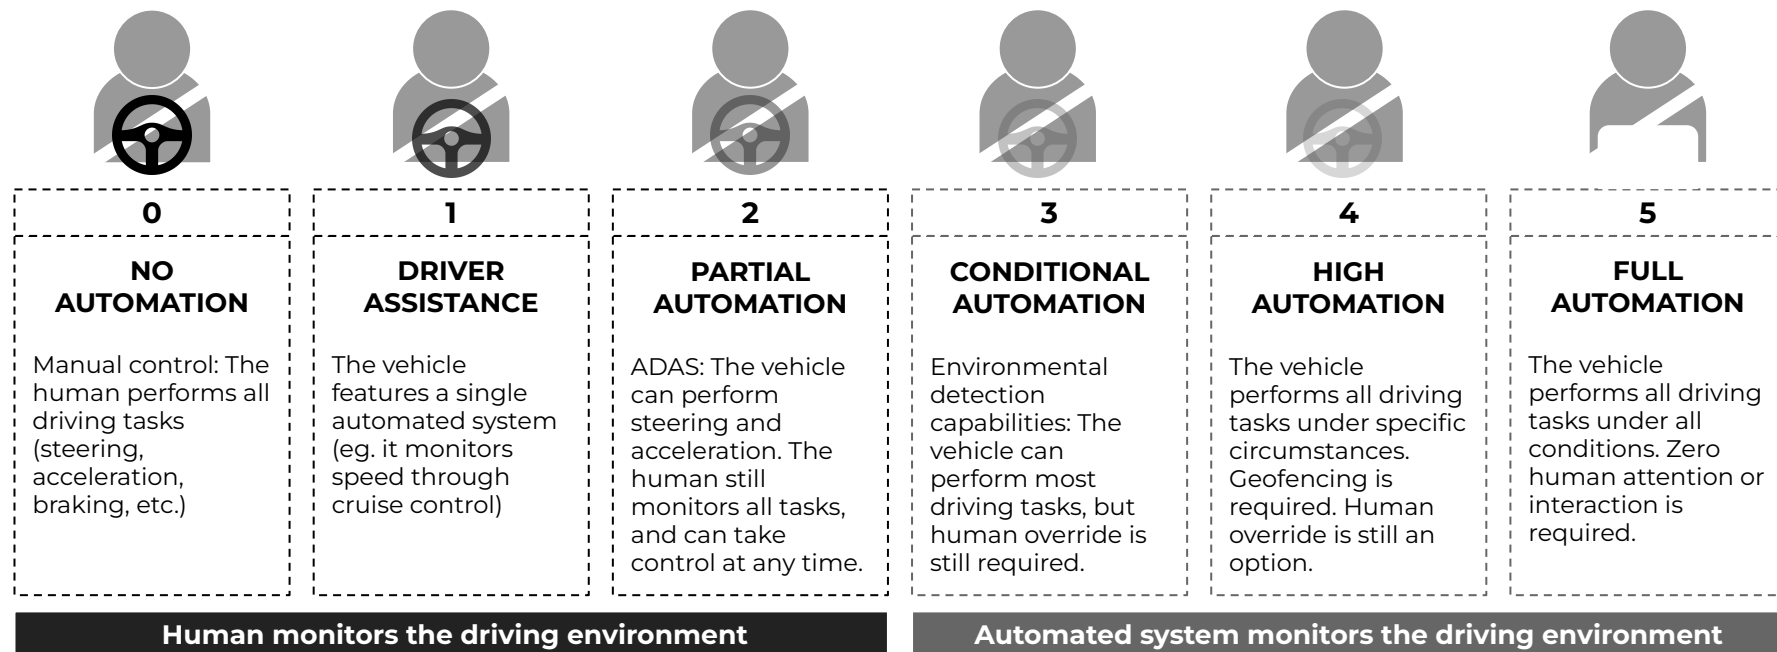 0
NO
AUTOMATION
Manual control: The
human performs all
driving tasks
(steering,
acceleration,
braking, etc.)
1
DRIVER
ASSISTANCE
The vehicle
features a single
automated system
(eg. it monitors
speed through
cruise control)
2
PARTIAL
AUTOMATION
ADAS: The vehicle
can perform
steering and
acceleration. The
human still
monitors all tasks,
and can take
control at any time.
3
CONDITIONAL
AUTOMATION
Environmental
detection
capabilities: The
vehicle can
perform most
driving tasks, but
human override is
still required.
4
HIGH
AUTOMATION
The vehicle
performs all driving
tasks under specific
circumstances.
Geofencing is
required. Human
override is still an
option.
5
FULL
AUTOMATION
The vehicle
performs all driving
tasks under all
conditions. Zero
human attention or
interaction is
required.
Human monitors the driving environment
Automated system monitors the driving environment